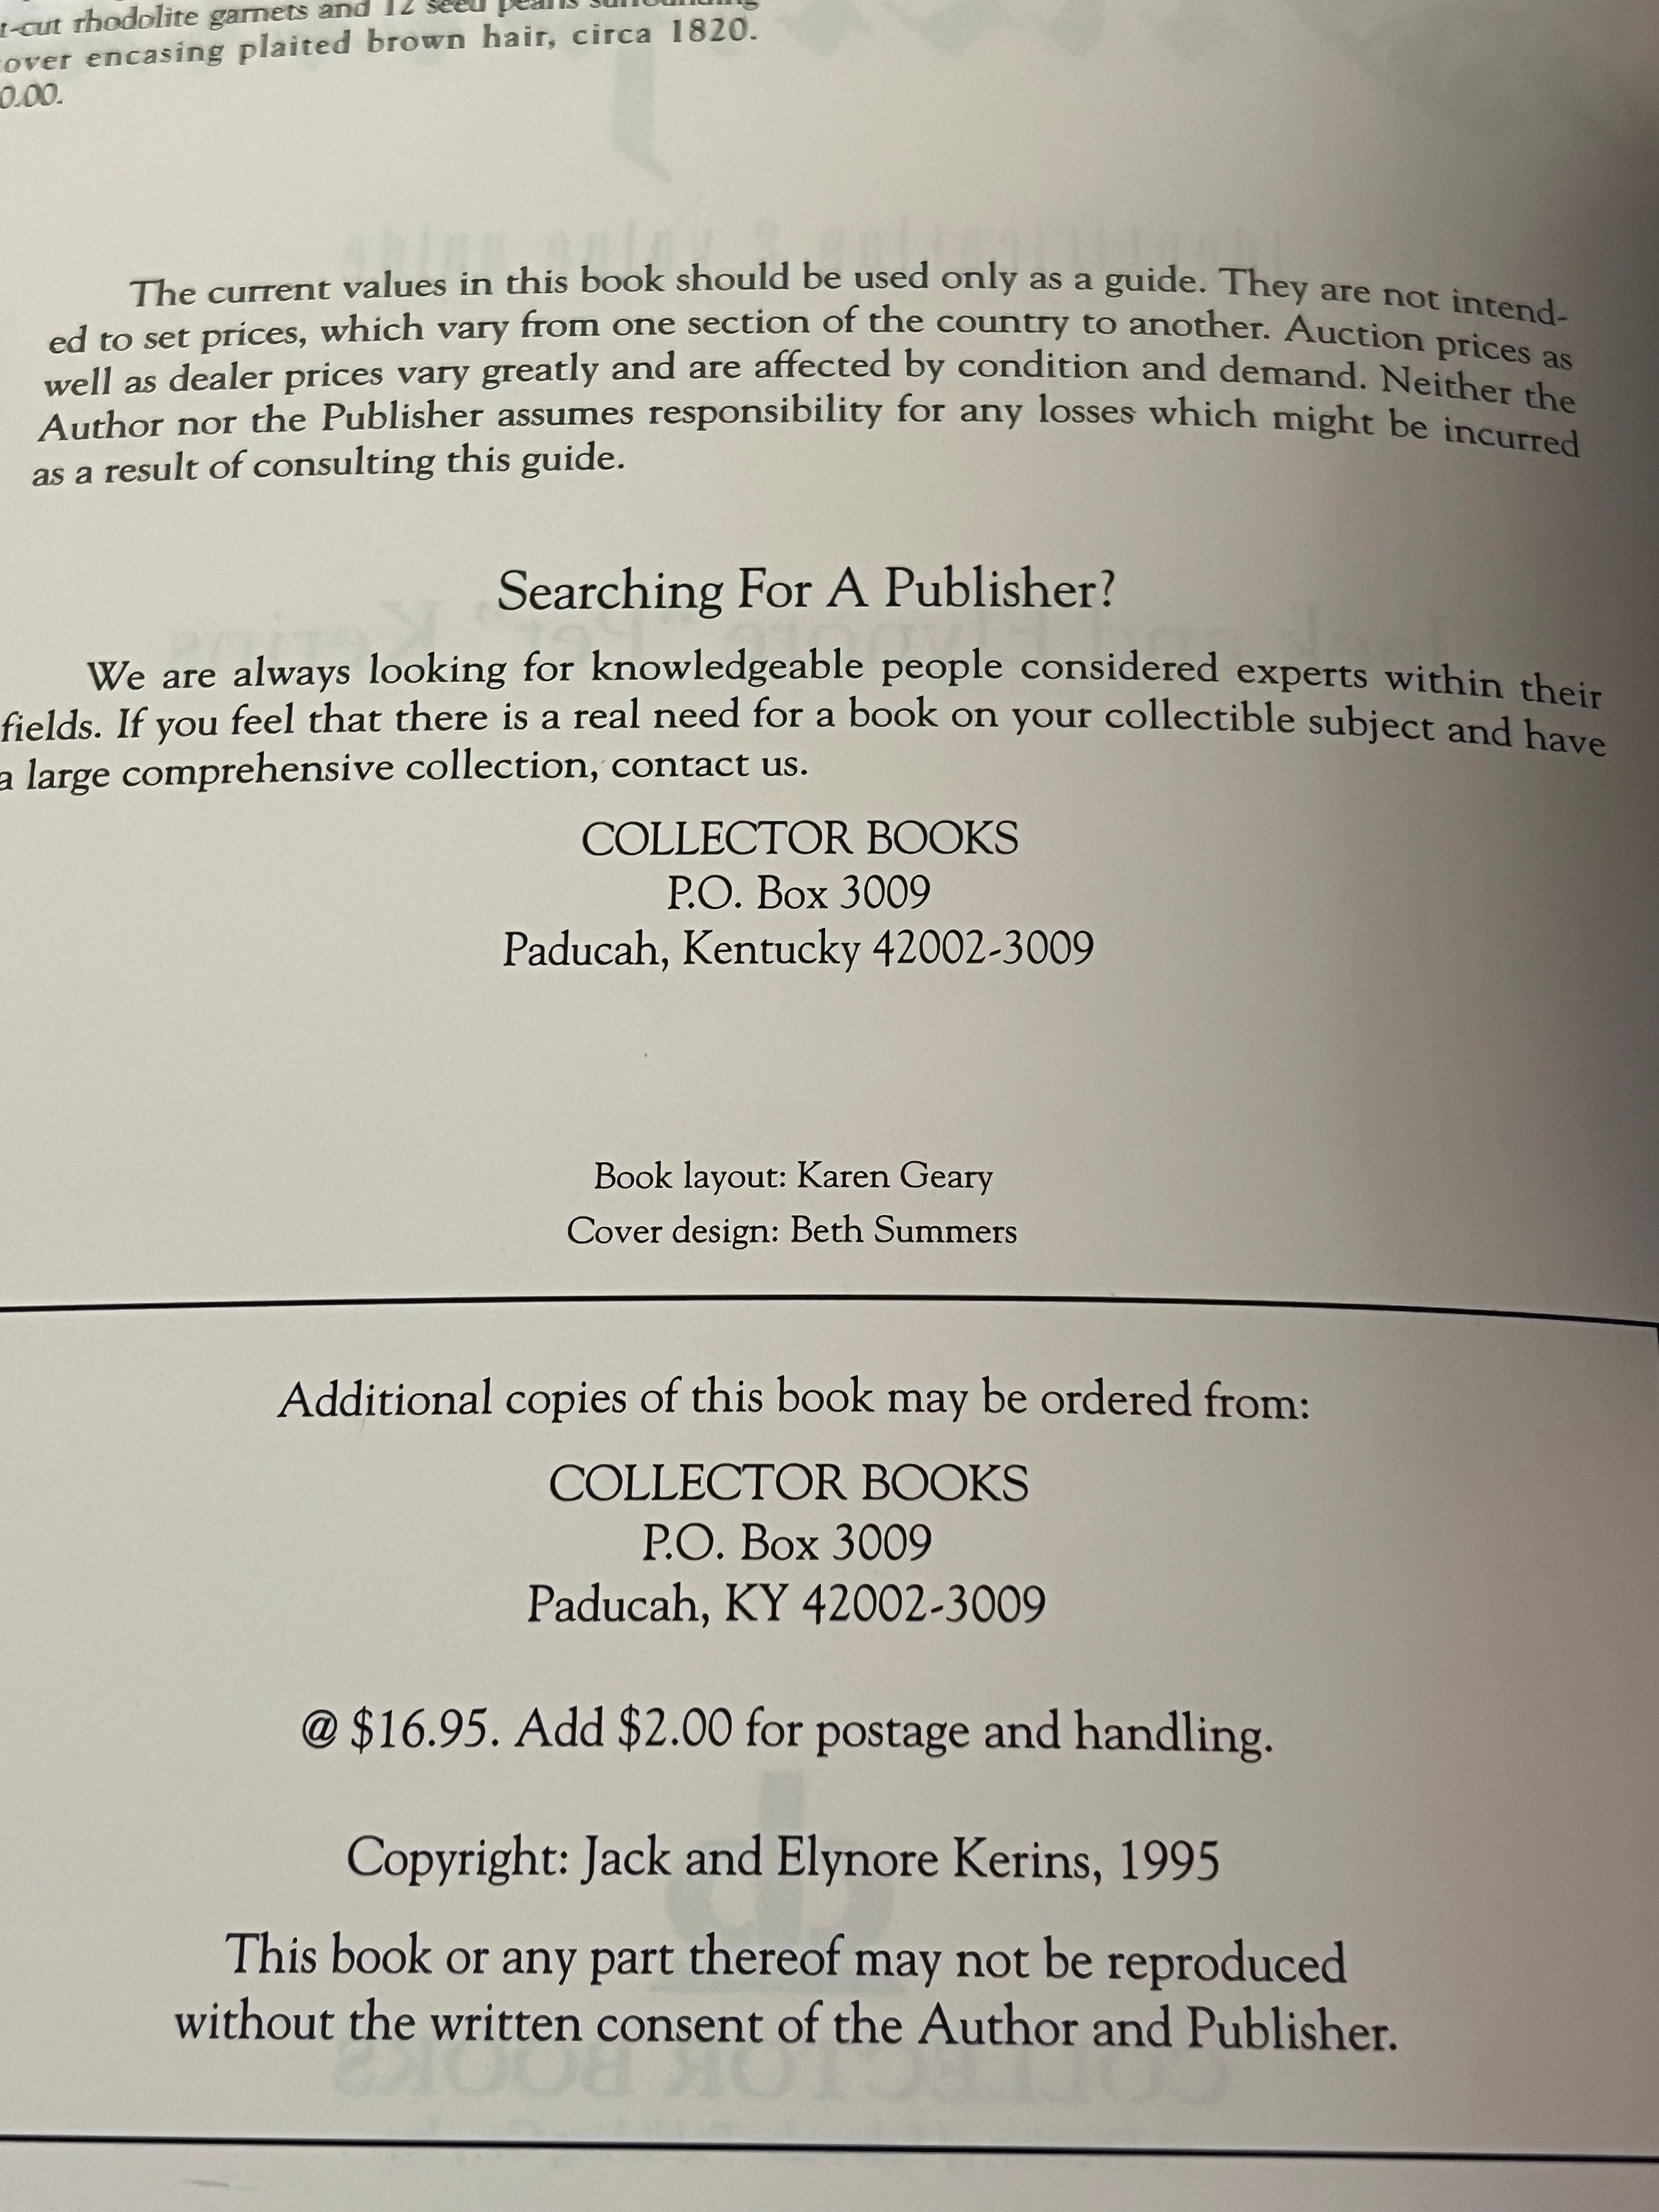 t-cut rhodolite garnets and 12 seed pearls surrounding
over encasing plaited brown hair, circa 1820.
0.00.
The current values in this book should be used only as a guide. They are not intend-
ed to set prices, which vary from one section of the country to another. Auction prices as
well as dealer prices vary greatly and are affected by condition and demand. Neither the
Author nor the Publisher assumes responsibility for any losses which might be incurred
as a result of consulting this guide.
Searching For A Publisher?
We are always looking for knowledgeable people considered experts within their
fields. If you feel that there is a real need for a book on your collectible subject and have
a large comprehensive collection, contact us.
COLLECTOR BOOKS
P.O. Box 3009
Paducah, Kentucky 42002-3009
Book layout: Karen Geary
Cover design: Beth Summers
Additional copies of this book may be ordered from:
COLLECTOR BOOKS
P.O. Box 3009
Paducah, KY 42002-3009
@ $16.95. Add $2.00 for postage and handling.
Copyright: Jack and Elynore Kerins, 1995
This book or any part thereof may not be reproduced
without the written consent of the Author and Publisher.